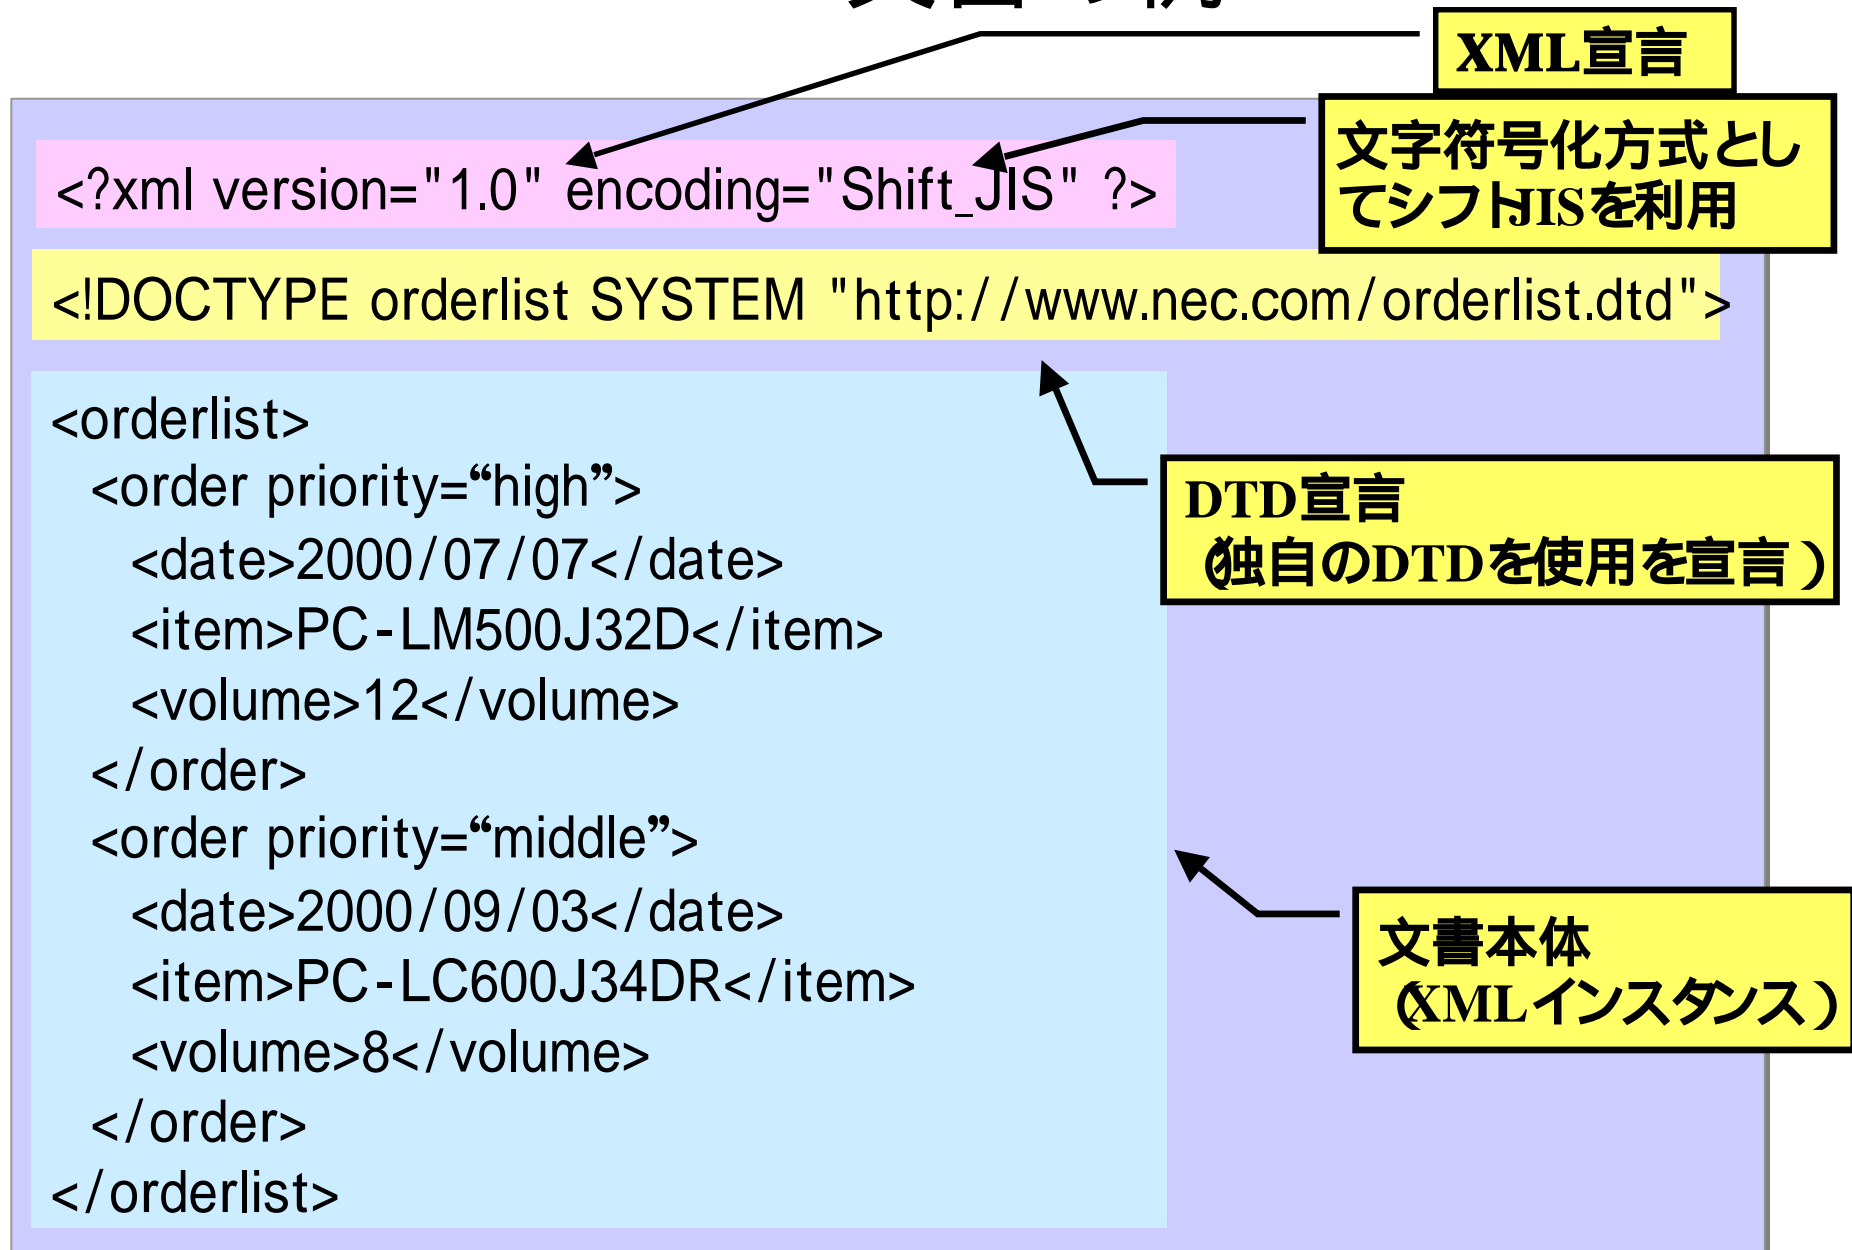 文書の例
XML宣言
文字符号化方式とし
てシフトJISを利用
<?xml version="1.0" encoding="Shift_JIS" ?>
<!DOCTYPE orderlist SYSTEM "http://www.nec.com/orderlist.dtd">
<orderlist>
<order priority=“high”>
<date>2000/07/07</date>
<item>PC-LM500J32D</item>
<volume>12</volume>
</order>
<order priority=“middle”>
<date>2000/09/03</date>
<item>PC-LC600J34DR</item>
<volume>8</volume>
</order>
</orderlist>
DTD宣言
(独自のDTDを使用を宣言)
文書本体
(XMLインスタンス)